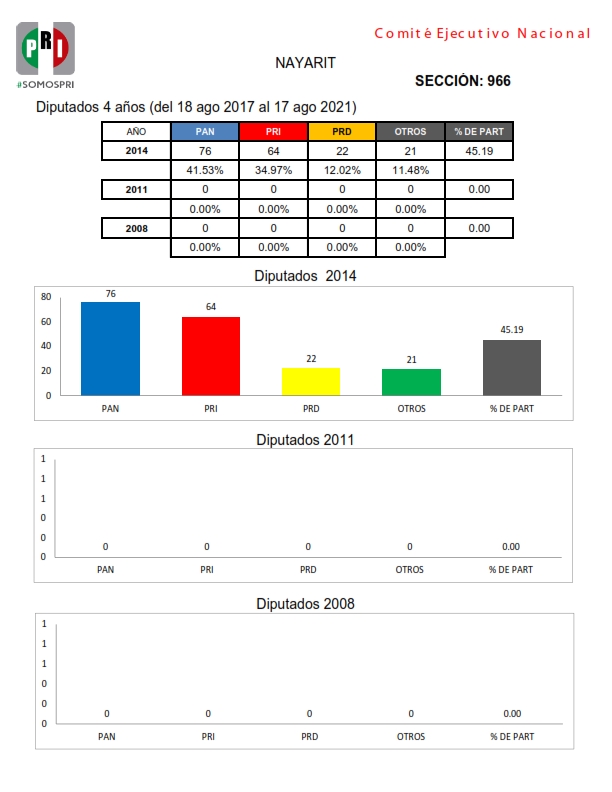 PRI
#SOMOSPRI
Comité Ejecutivo Nacional
NAYARIT
SECCIÓN: 966
Diputados 4 años (del 18 ago 2017 al 17 ago 2021)
AÑO PAN PRI PRD OTROS % DE PART
2014 76 64 22 21 45.19
41.53% 34.97% 12.02% 11.48%
2011 0 0 0 0 0.00
0.00% 0.00% 0.00% 0.00%
2008 0 0 0 0 0.00
0.00% 0.00% 0.00% 0.00%
Diputados 2014
80
60
40
20
0
76 64 22 21 45.19
PAN PRI PRD OTROS % DE PART
Diputados 2011
1
1
1
0
0
0
0 0 0 0 0.00
PAN PRI PRD OTROS % DE PART
Diputados 2008
1
1
1
0
0
0
0 0 0 0 0.00
PAN PRI PRD OTROS % DE PART